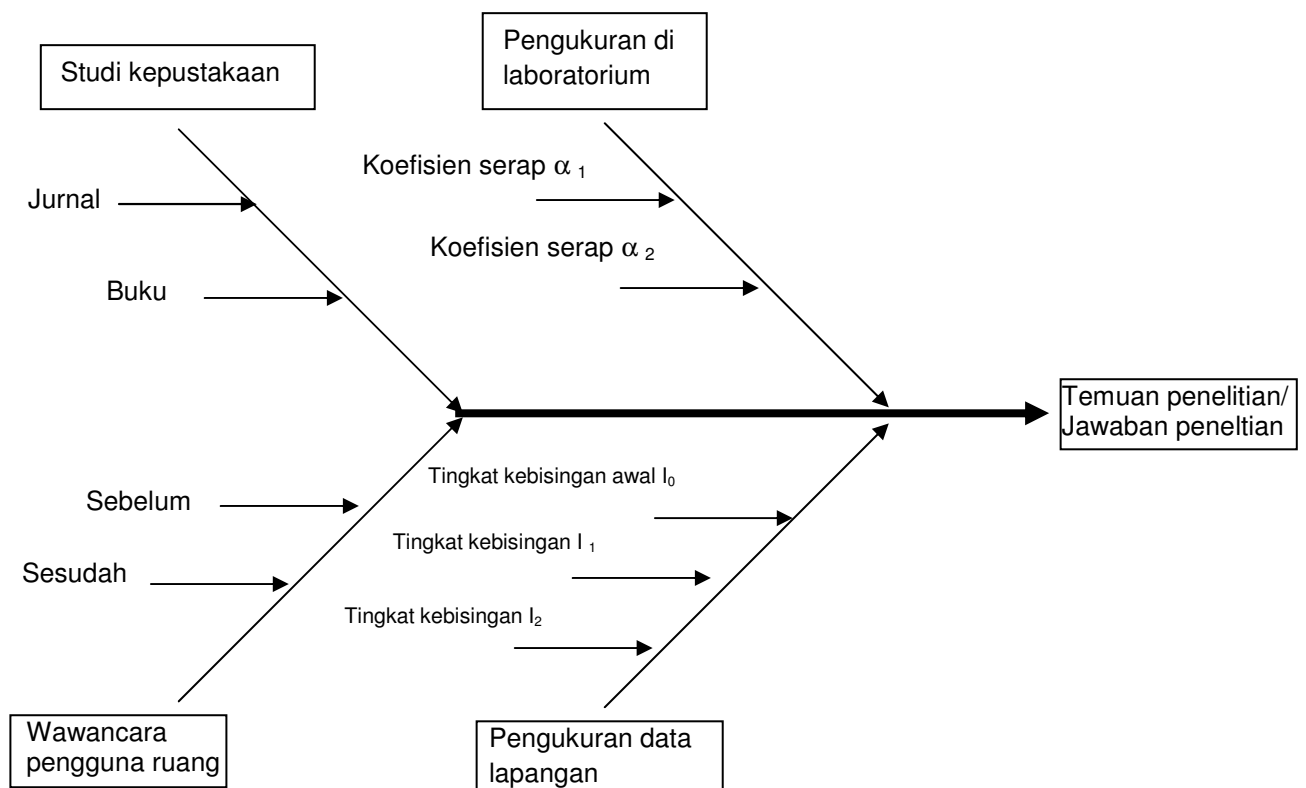 Studi kepustakaan
Pengukuran di
laboratorium
Koefisien serap α 1
Jurnal
Koefisien serap α 2
Buku
Temuan penelitian/
Jawaban peneltian
Tingkat kebisingan awal I0
Sebelum
Tingkat kebisingan I 1
Sesudah
Tingkat kebisingan I2
Wawancara
pengguna ruang
Pengukuran data
lapangan